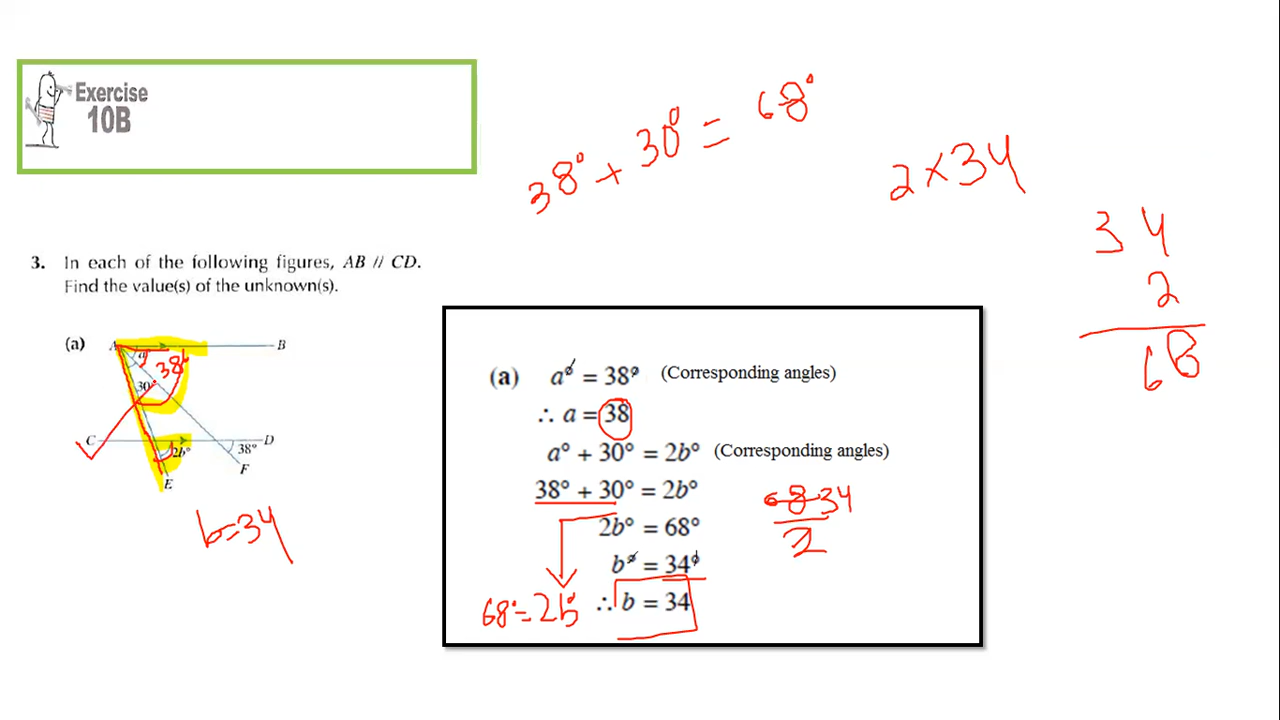 Exercise
10B
38° + 30° = 68°
2 × 34
34
2
68
3. In each of the following figures, AB // CD.
Find the value(s) of the unknown(s).
(a)
A
B
a°
38°
30°
C
D
2b°
38°
F
E
b=34
(a) a° = 38° (Corresponding angles)
∴ a = 38
a° + 30° = 2b° (Corresponding angles)
38° + 30° = 2b°
68 34
2
2b° = 68°
b° = 34°
68° = 2b°
∴ b = 34